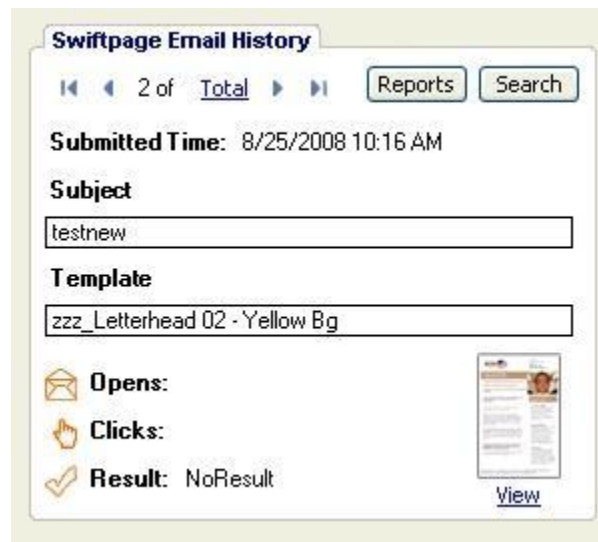 Swiftpage Email History
2 of Total Reports Search
Submitted Time: 8/25/2008 10:16 AM
Subject
testnew
Template
zzz_Letterhead 02 - Yellow Bg
Opens:
Clicks:
Result: NoResult
View